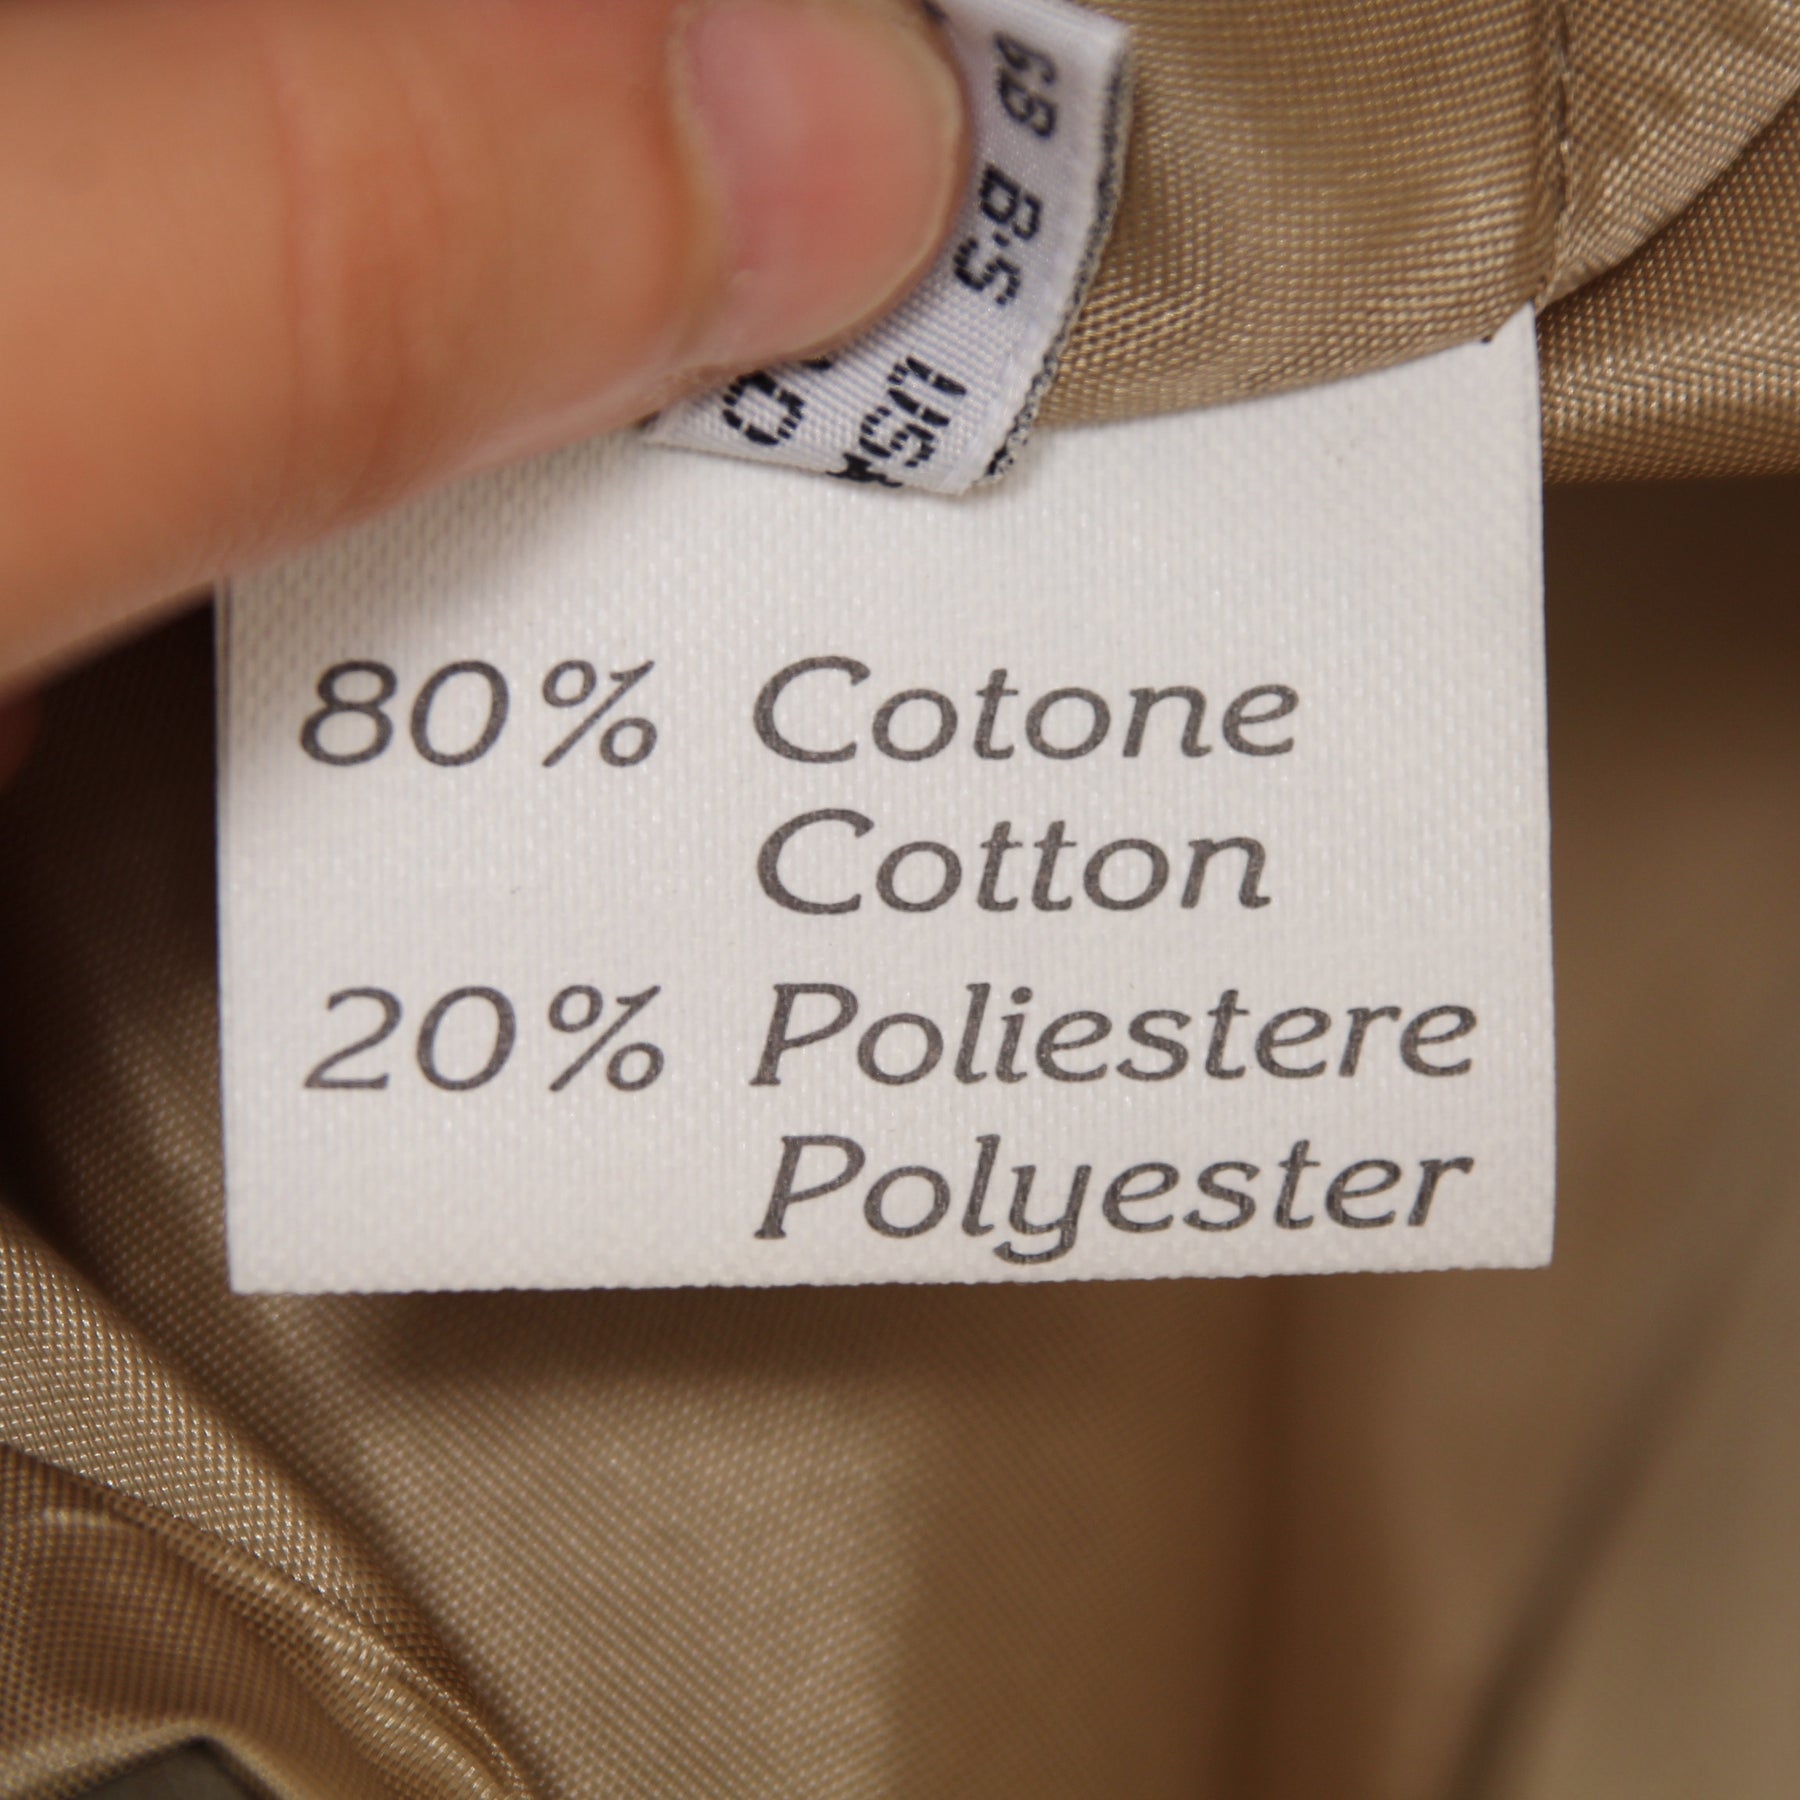 80% Cotone
Cotton
20% Poliestere
Polyester